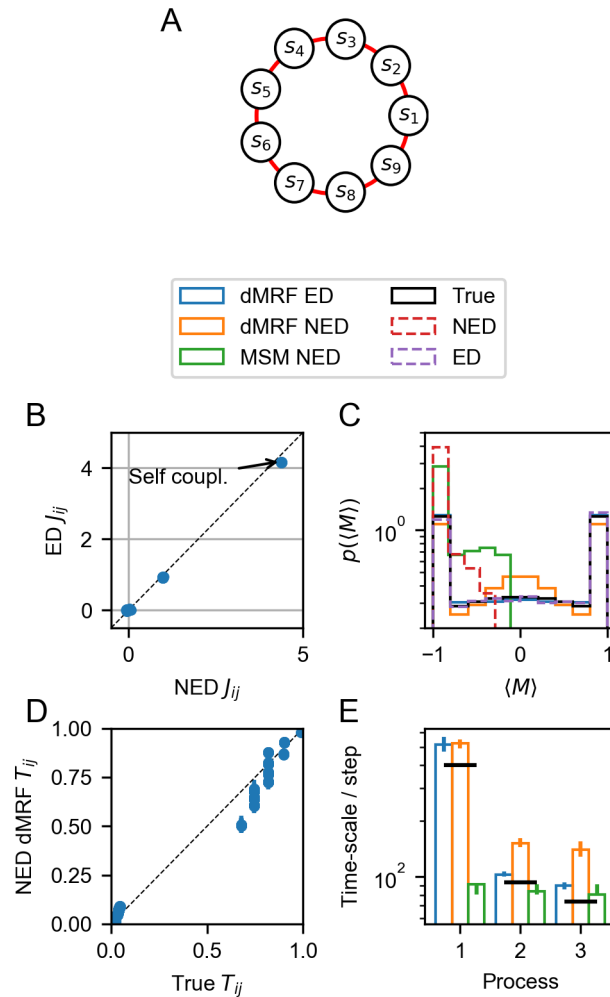 A
s₃
s₄
s₂
s₅
s₁
s₆
s₉
s₇
s₈
dMRF ED
True
dMRF NED
NED
MSM NED
ED
B
C
4
2
0
Self coupl.
ED Jᵢⱼ
0
5
NED Jᵢⱼ
10⁰
p(⟨M⟩)
−1
0
1
⟨M⟩
D
E
1.00
0.75
0.50
0.25
0.00
NED dMRF Tᵢⱼ
0.0
0.5
1.0
True Tᵢⱼ
Time-scale / step
10²
1
2
3
Process